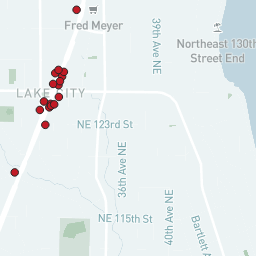 Fred Meyer
39th Ave NE
Northeast 130th
Street End
LAKE CITY
NE 123rd St
36th Ave NE
40th Ave NE
NE 115th St
Bartlett A